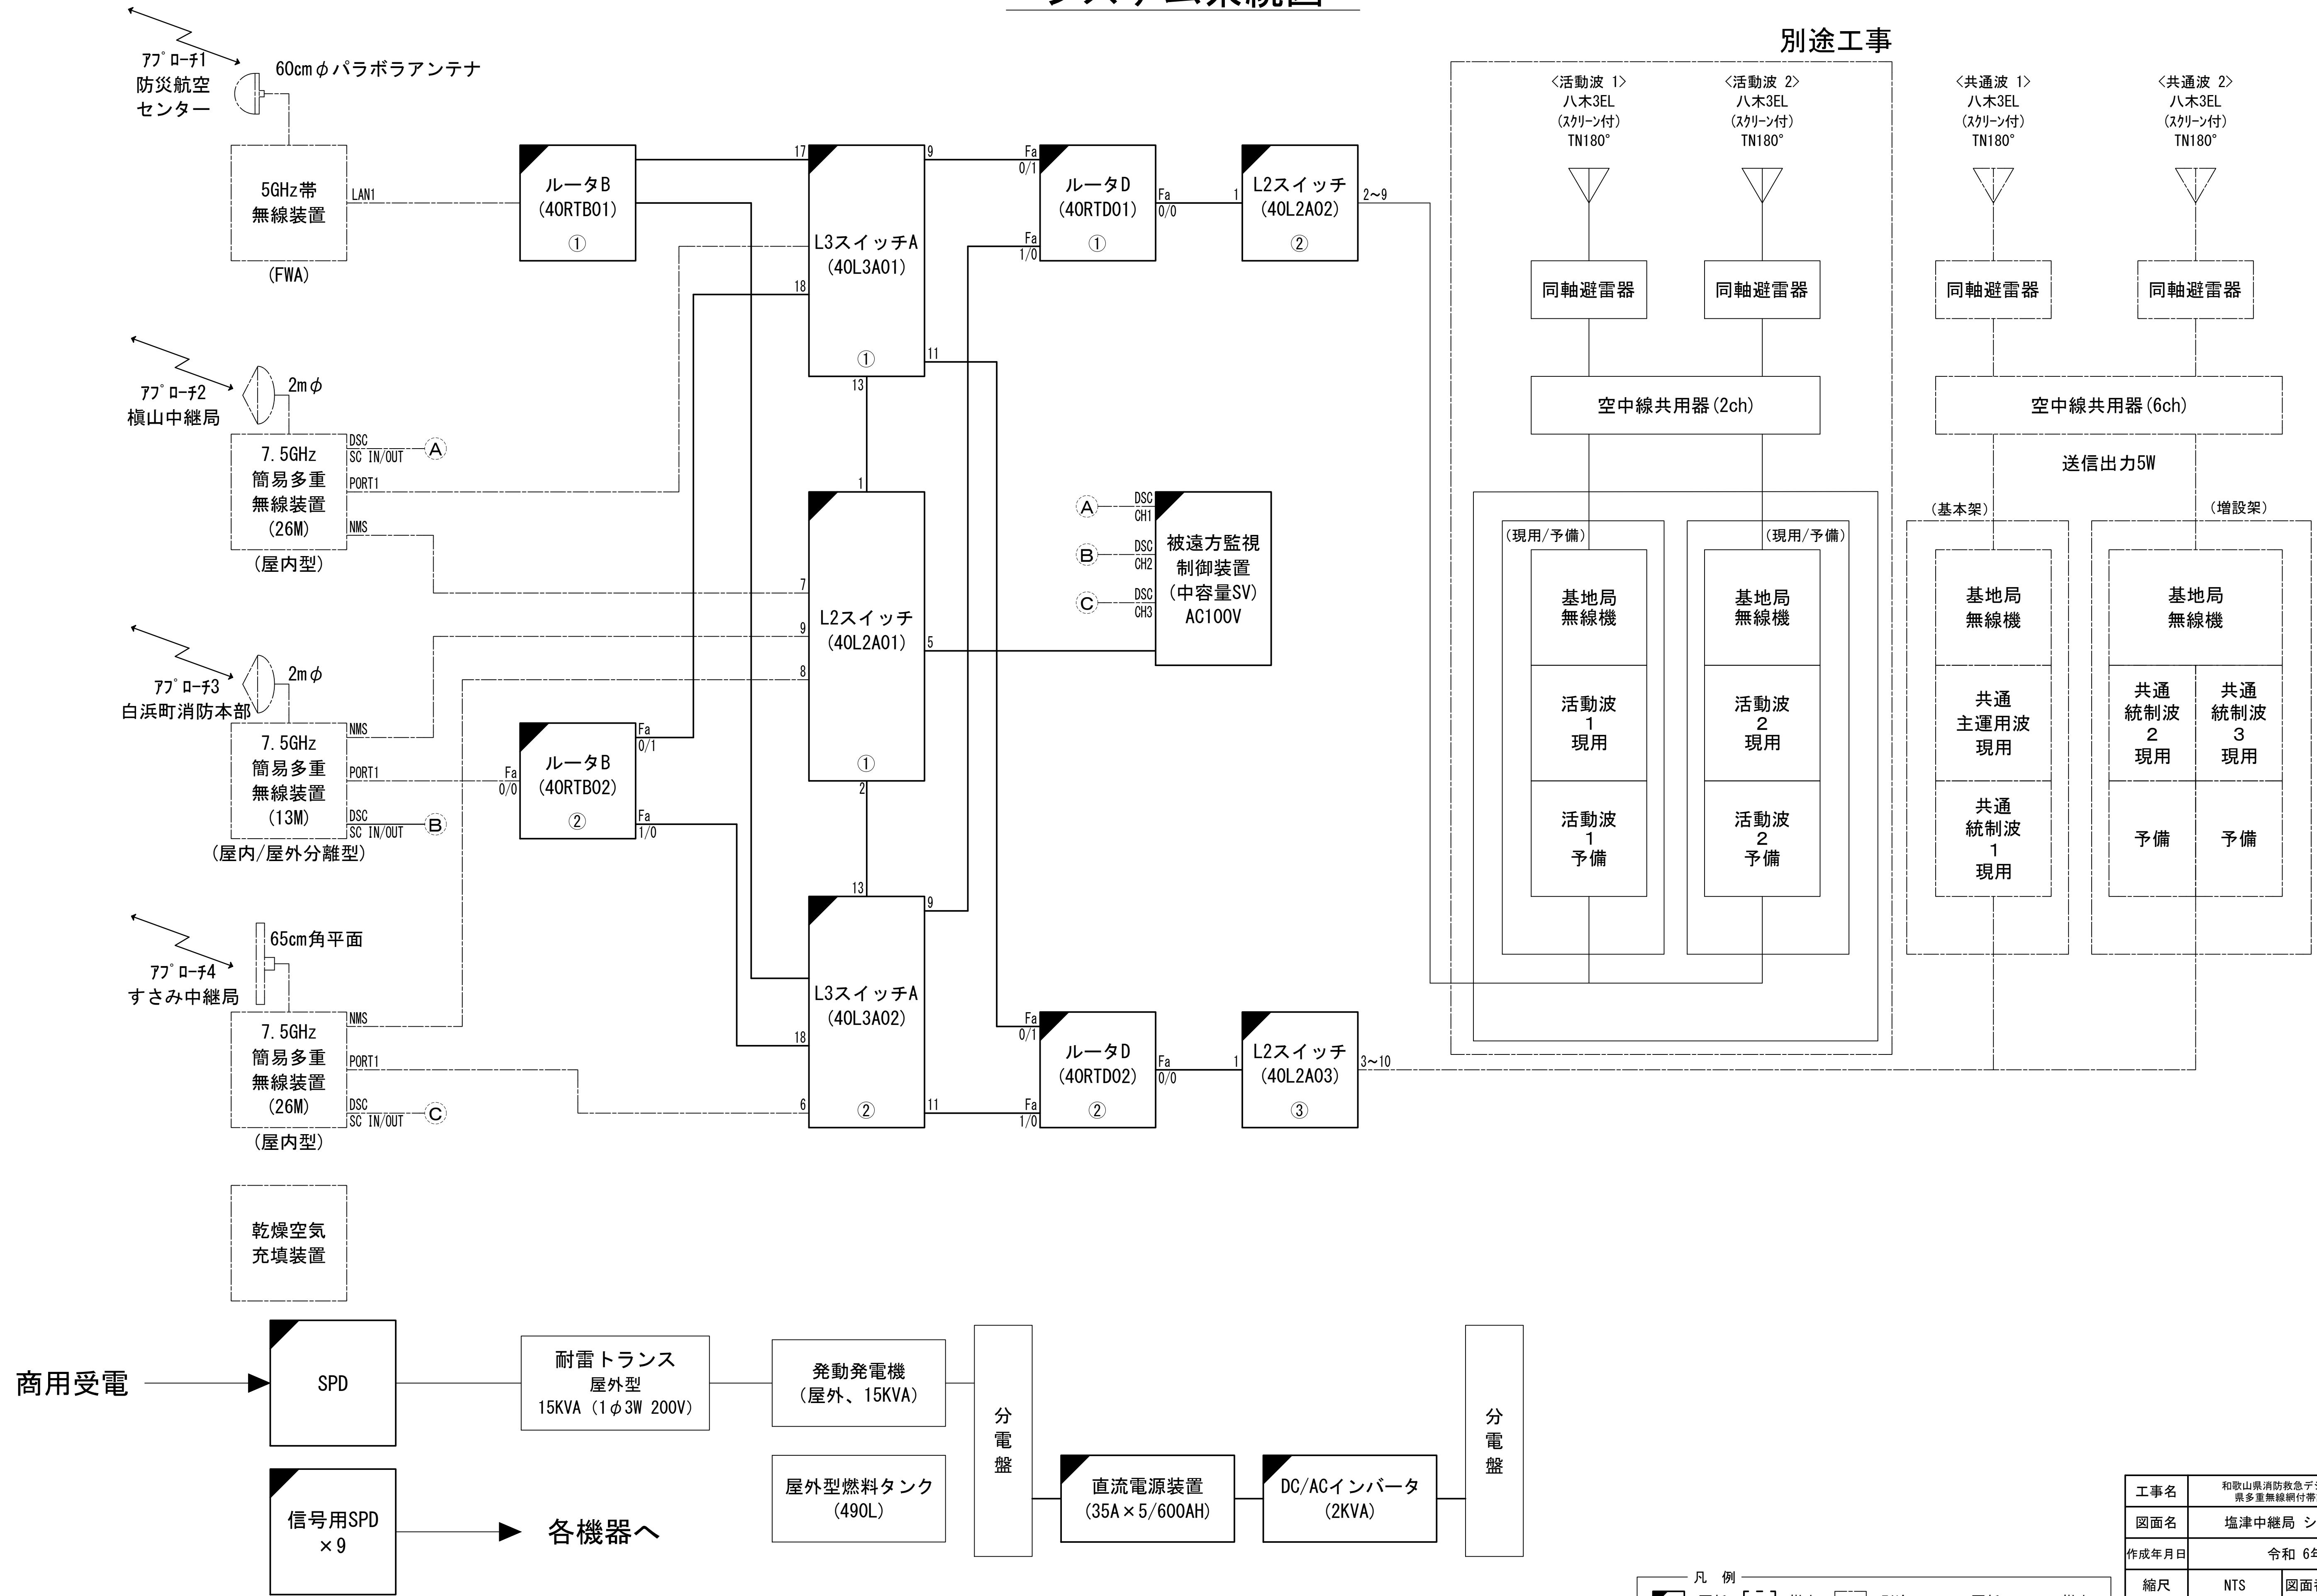 別途工事
アプローチ1
防災航空
センター
60cmφパラボラアンテナ
5GHz帯
無線装置
(FWA)
LAN1
ルータB
(40RTB01)
①
17
18
L3スイッチA
(40L3A01)
①
13
9
11
Fa
0/1
Fa
1/0
ルータD
(40RTD01)
①
Fa
0/0
1
L2スイッチ
(40L2A02)
②
2~9
アプローチ2
槇山中継局
2mφ
7.5GHz
簡易多重
無線装置
(26M)
(屋内型)
DSC
SC IN/OUT
A
PORT1
NMS
1
7
9
8
L2スイッチ
(40L2A01)
①
2
5
A
DSC
CH1
B
DSC
CH2
C
DSC
CH3
被遠方監視
制御装置
(中容量SV)
AC100V
アプローチ3
白浜町消防本部
2mφ
7.5GHz
簡易多重
無線装置
(13M)
(屋内/屋外分離型)
NMS
PORT1
DSC
SC IN/OUT
B
Fa
0/0
ルータB
(40RTB02)
②
Fa
0/1
Fa
1/0
アプローチ4
すさみ中継局
65cm角平面
7.5GHz
簡易多重
無線装置
(26M)
(屋内型)
NMS
PORT1
DSC
SC IN/OUT
C
13
18
6
L3スイッチA
(40L3A02)
②
9
11
Fa
0/1
Fa
1/0
ルータD
(40RTD02)
②
Fa
0/0
1
L2スイッチ
(40L2A03)
③
3~10
<活動波 1>
八木3EL
(スクリーン付)
TN180°
<活動波 2>
八木3EL
(スクリーン付)
TN180°
<共通波 1>
八木3EL
(スクリーン付)
TN180°
<共通波 2>
八木3EL
(スクリーン付)
TN180°
同軸避雷器
同軸避雷器
同軸避雷器
同軸避雷器
空中線共用器(2ch)
空中線共用器(6ch)
送信出力5W
(現用/予備)
(現用/予備)
(基本架)
(増設架)
基地局
無線機
活動波
1
現用
活動波
1
予備
基地局
無線機
活動波
2
現用
活動波
2
予備
基地局
無線機
共通
主運用波
現用
共通
統制波
1
現用
基地局
無線機
共通
統制波
2
現用
共通
統制波
3
現用
予備
予備
乾燥空気
充填装置
商用受電
SPD
耐雷トランス
屋外型
15KVA (1φ3W 200V)
発動発電機
(屋外、15KVA)
屋外型燃料タンク
(490L)
分電盤
直流電源装置
(35A×5/600AH)
DC/ACインバータ
(2KVA)
分電盤
信号用SPD
×9
各機器へ
凡 例
工事名
和歌山県消防救急デジ
県多重無線網付帯
図面名
塩津中継局 シ
作成年月日
令和 6年
縮尺
NTS